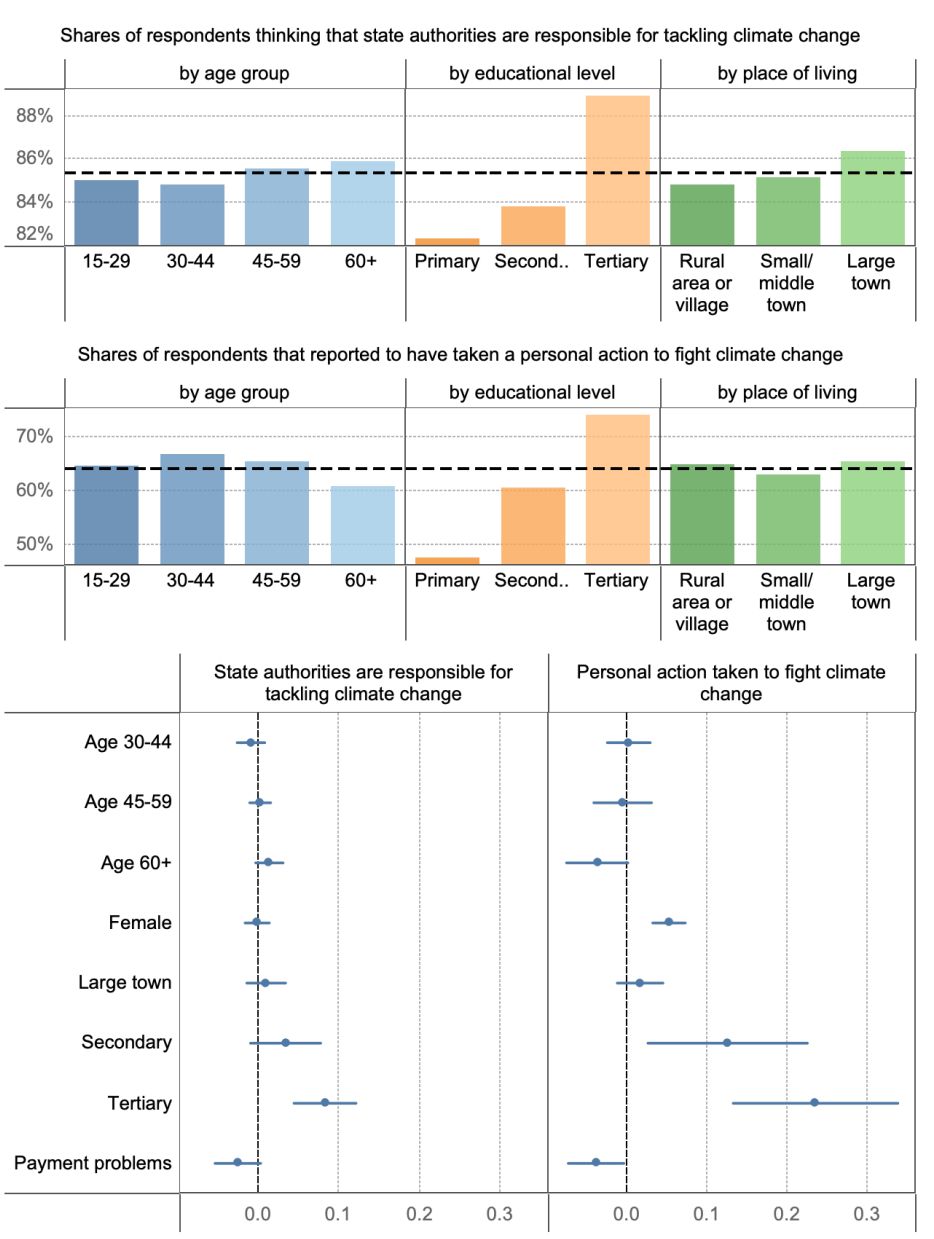 Shares of respondents thinking that state authorities are responsible for tackling climate change
by age group
by educational level
by place of living
88%
86%
84%
82%
15-29
30-44
45-59
60+
Primary
Second..
Tertiary
Rural
area or
village
Small/
middle
town
Large
town
Shares of respondents that reported to have taken a personal action to fight climate change
by age group
by educational level
by place of living
70%
60%
50%
15-29
30-44
45-59
60+
Primary
Second..
Tertiary
Rural
area or
village
Small/
middle
town
Large
town
State authorities are responsible for
tackling climate change
Personal action taken to fight climate
change
Age 30-44
Age 45-59
Age 60+
Female
Large town
Secondary
Tertiary
Payment problems
0.0
0.1
0.2
0.3
0.0
0.1
0.2
0.3